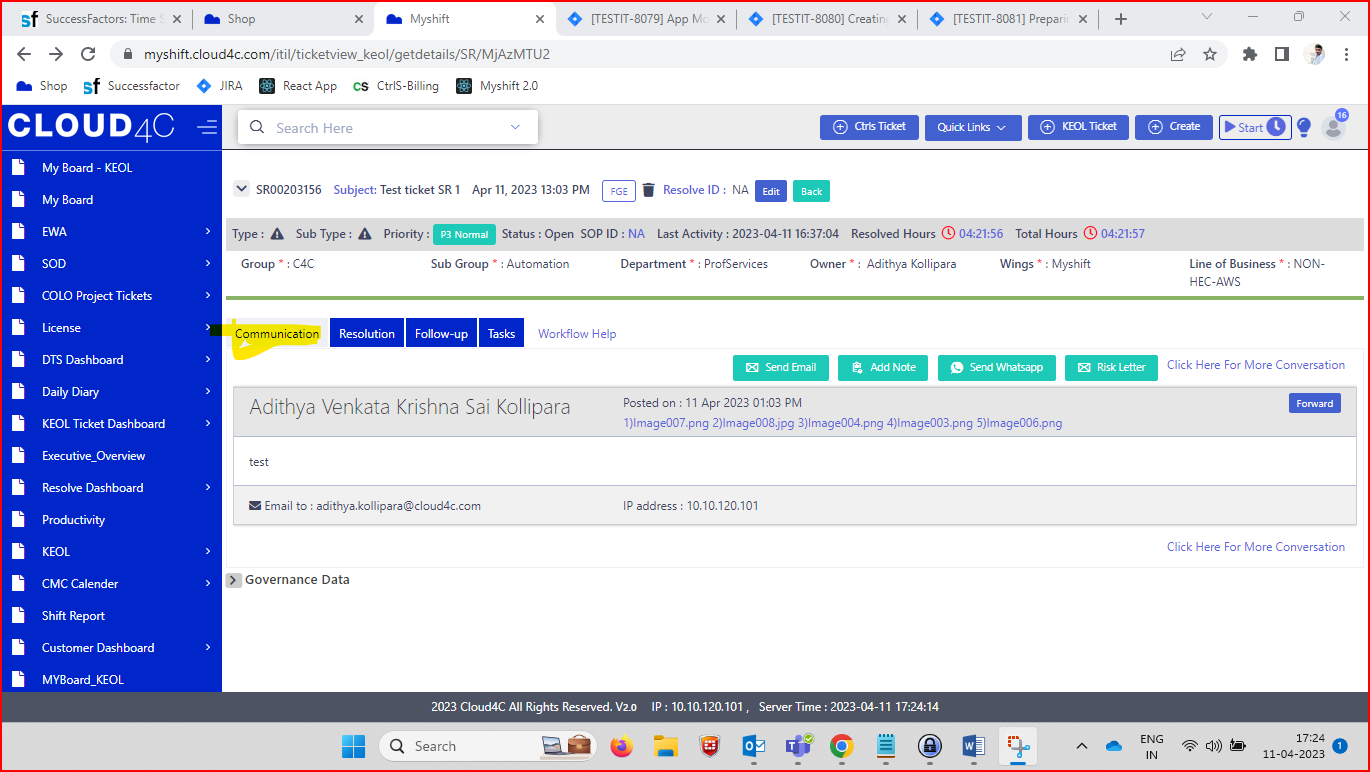 SuccessFactors: Time S
Shop
Myshift
[TESTIT-8079] App Mo
[TESTIT-8080] Creating
[TESTIT-8081] Preparin
myshift.cloud4c.com/itil/ticketview_keol/getdetails/SR/MjAzMTU2
Shop Successfactor JIRA React App CtrlS-Billing Myshift 2.0
CLOUD4C
Search Here
Ctrls Ticket
Quick Links
KEOL Ticket
Create
Start
16
My Board - KEOL
My Board
EWA
SOD
COLO Project Tickets
License
DTS Dashboard
Daily Diary
KEOL Ticket Dashboard
Executive_Overview
Resolve Dashboard
Productivity
KEOL
CMC Calender
Shift Report
Customer Dashboard
MYBoard_KEOL
SR00203156 Subject: Test ticket SR 1 Apr 11, 2023 13:03 PM FGE Resolve ID : NA Edit Back
Type : Sub Type : Priority : P3 Normal Status : Open SOP ID : NA Last Activity : 2023-04-11 16:37:04 Resolved Hours 04:21:56 Total Hours 04:21:57
Group * : C4C Sub Group * : Automation Department * : ProfServices Owner * : Adithya Kollipara Wings * : Myshift Line of Business * : NON-
HEC-AWS
Communication Resolution Follow-up Tasks Workflow Help
Send Email Add Note Send Whatsapp Risk Letter Click Here For More Conversation
Adithya Venkata Krishna Sai Kollipara
Posted on : 11 Apr 2023 01:03 PM
1)Image007.png 2)Image008.jpg 3)Image004.png 4)Image003.png 5)Image006.png
Forward
test
Email to : adithya.kollipara@cloud4c.com IP address : 10.10.120.101
Click Here For More Conversation
Governance Data
2023 Cloud4C All Rights Reserved. V2.0 IP : 10.10.120.101 , Server Time : 2023-04-11 17:24:14
Search
ENG
IN
17:24
11-04-2023
1